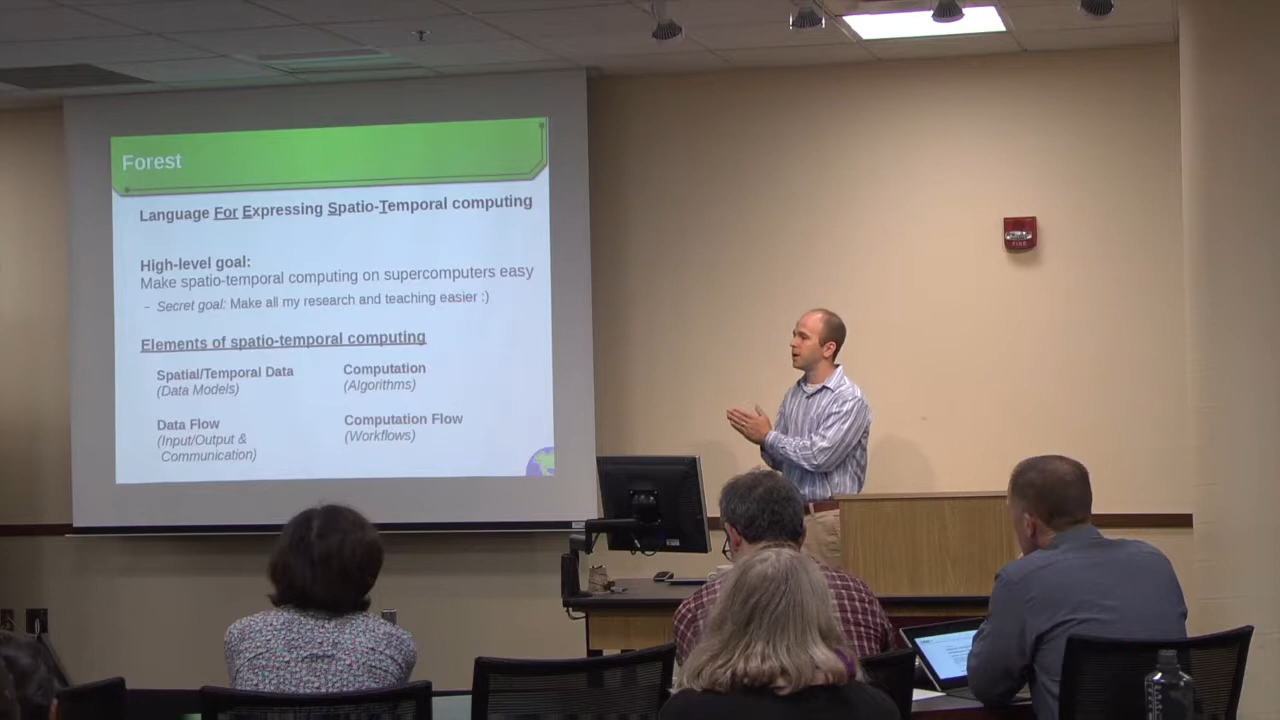 Forest
Language For Expressing Spatio-Temporal computing
High-level goal:
Make spatio-temporal computing on supercomputers easy
– Secret goal: Make all my research and teaching easier :)
Elements of spatio-temporal computing
Spatial/Temporal Data
(Data Models)
Computation
(Algorithms)
Data Flow
(Input/Output &
Communication)
Computation Flow
(Workflows)
FIRE